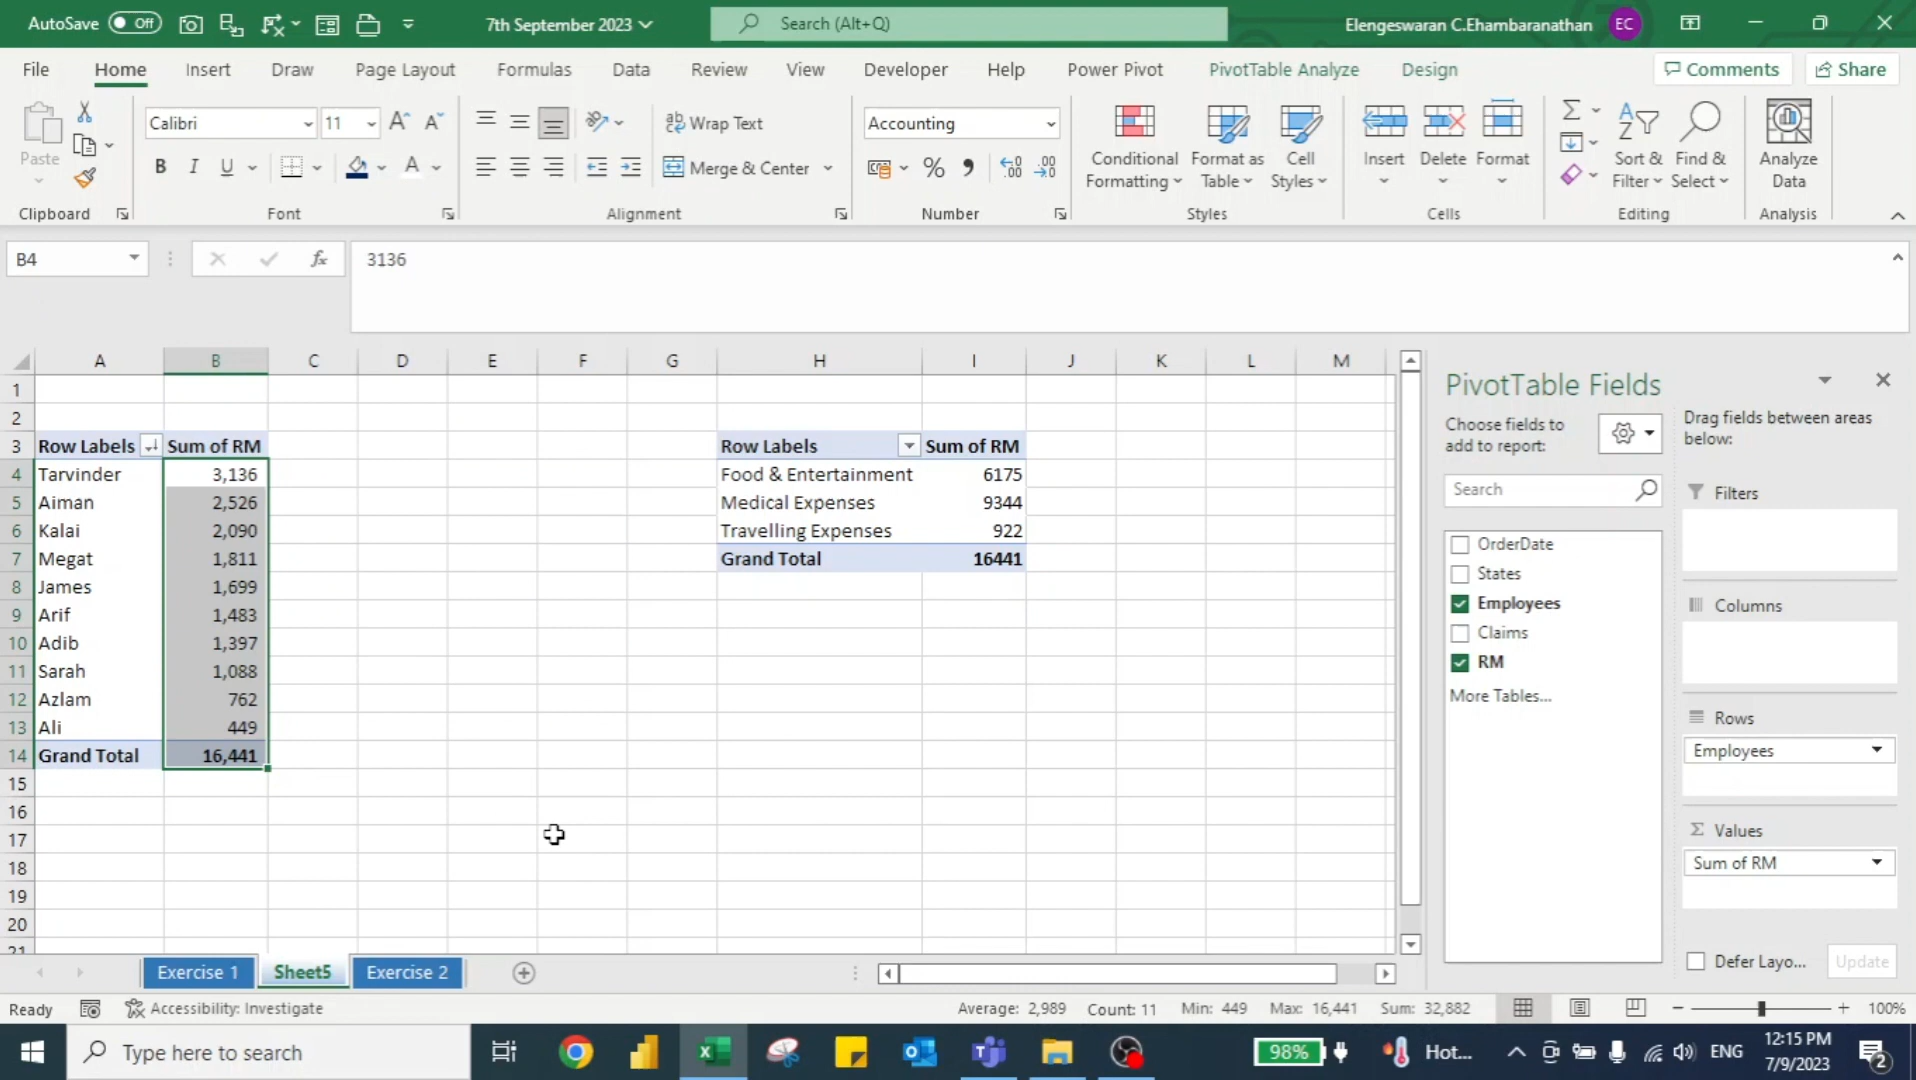 AutoSave Off 7th September 2023 Search (Alt+Q) Elengeswaran C.Ehambaranathan EC
File Home Insert Draw Page Layout Formulas Data Review View Developer Help Power Pivot PivotTable Analyze Design Comments Share
Paste
Calibri 11
B I U
Wrap Text
Merge & Center
Accounting
%
Conditional Formatting
Format as Table
Cell Styles
Insert Delete Format
Sort & Filter
Find & Select
Analyze Data
Clipboard Font Alignment Number Styles Cells Editing Analysis
B4 fx 3136
A B C D E F G H I J K L M
1
2
3 Row Labels Sum of RM Row Labels Sum of RM
4 Tarvinder 3,136 Food & Entertainment 6175
5 Aiman 2,526 Medical Expenses 9344
6 Kalai 2,090 Travelling Expenses 922
7 Megat 1,811 Grand Total 16441
8 James 1,699
9 Arif 1,483
10 Adib 1,397
11 Sarah 1,088
12 Azlam 762
13 Ali 449
14 Grand Total 16,441
15
16
17
18
19
20
21
PivotTable Fields
Choose fields to
add to report:
Search
OrderDate
States
Employees
Claims
RM
More Tables...
Drag fields between areas
below:
Filters
Columns
Rows
Employees
Σ Values
Sum of RM
Defer Layo... Update
Exercise 1 Sheet5 Exercise 2
Ready Accessibility: Investigate Average: 2,989 Count: 11 Min: 449 Max: 16,441 Sum: 32,882 100%
Type here to search 98% Hot... ENG 12:15 PM
7/9/2023 2